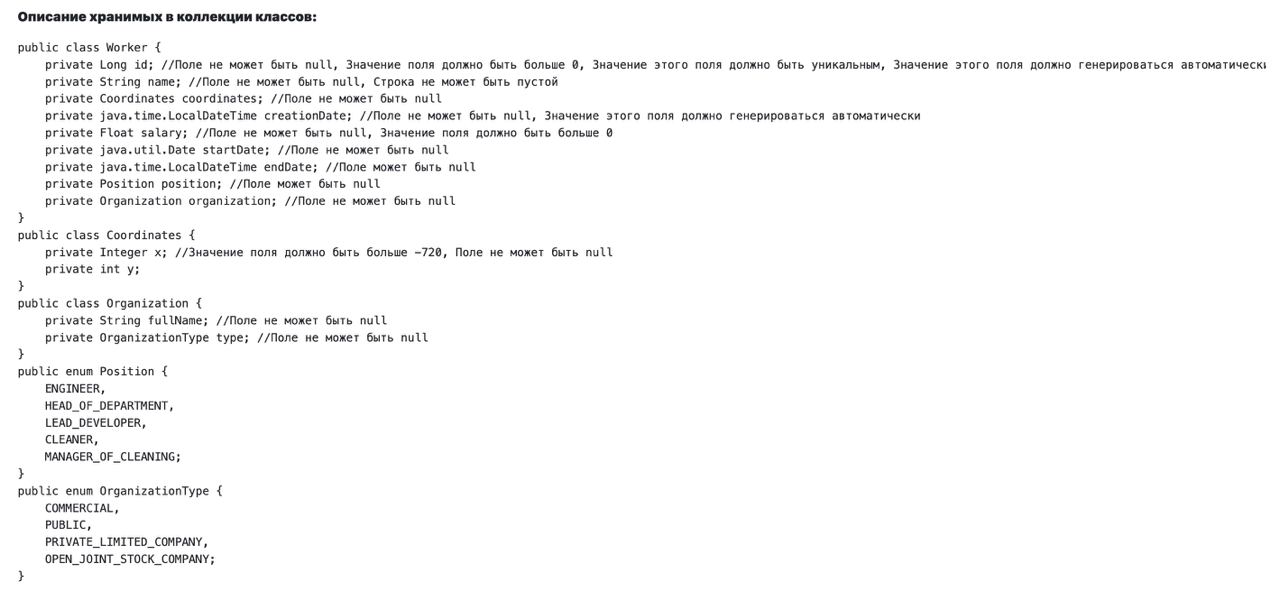 Описание хранимых в коллекции классов:
public class Worker {
    private Long id; //Поле не может быть null, Значение поля должно быть больше 0, Значение этого поля должно быть уникальным, Значение этого поля должно генерироваться автоматически
    private String name; //Поле не может быть null, Строка не может быть пустой
    private Coordinates coordinates; //Поле не может быть null
    private java.time.LocalDateTime creationDate; //Поле не может быть null, Значение этого поля должно генерироваться автоматически
    private Float salary; //Поле не может быть null, Значение поля должно быть больше 0
    private java.util.Date startDate; //Поле не может быть null
    private java.time.LocalDateTime endDate; //Поле может быть null
    private Position position; //Поле может быть null
    private Organization organization; //Поле не может быть null
}
public class Coordinates {
    private Integer x; //Значение поля должно быть больше -720, Поле не может быть null
    private int y;
}
public class Organization {
    private String fullName; //Поле не может быть null
    private OrganizationType type; //Поле не может быть null
}
public enum Position {
    ENGINEER,
    HEAD_OF_DEPARTMENT,
    LEAD_DEVELOPER,
    CLEANER,
    MANAGER_OF_CLEANING;
}
public enum OrganizationType {
    COMMERCIAL,
    PUBLIC,
    PRIVATE_LIMITED_COMPANY,
    OPEN_JOINT_STOCK_COMPANY;
}